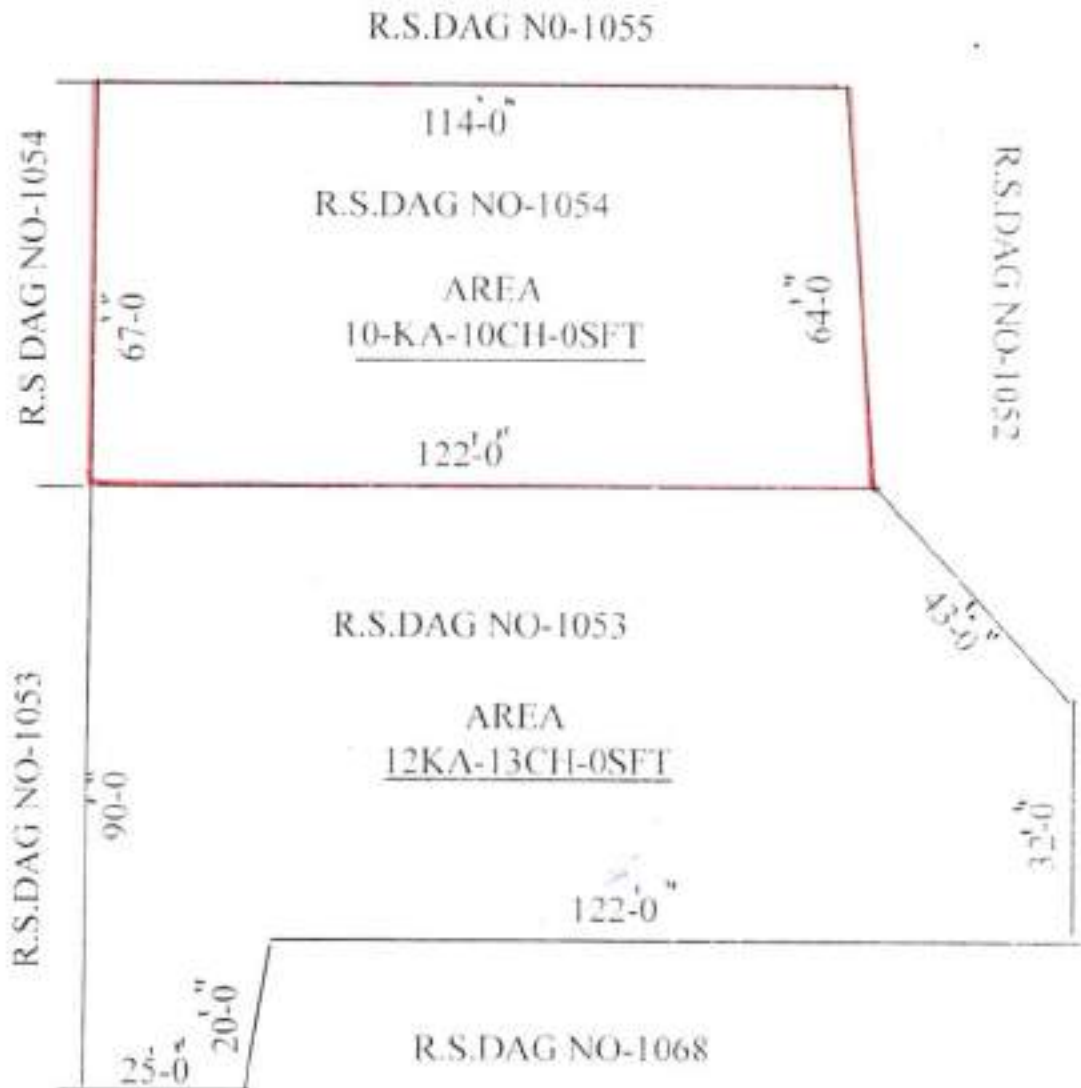 R.S.DAG N0-1055
114'-0"
R.S DAG NO-1054
R.S.DAG NO-1054
R.S.DAG NO-1052
67'-0"
AREA
10-KA-10CH-0SFT
64'-0"
122'-0"
43'-0"
R.S.DAG NO-1053
R.S.DAG NO-1053
AREA
12KA-13CH-0SFT
90'-0"
32'-0"
122'-0"
20'-0"
25'-0"
R.S.DAG NO-1068